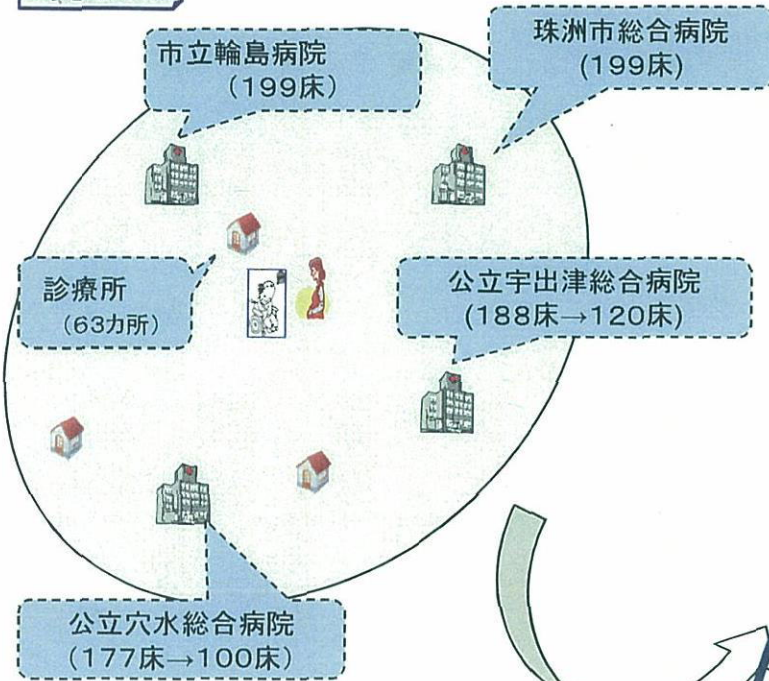 市立輪島病院
(199床)
珠洲市総合病院
(199床)
診療所
(63カ所)
公立宇出津総合病院
(188床→120床)
公立穴水総合病院
(177床→100床)